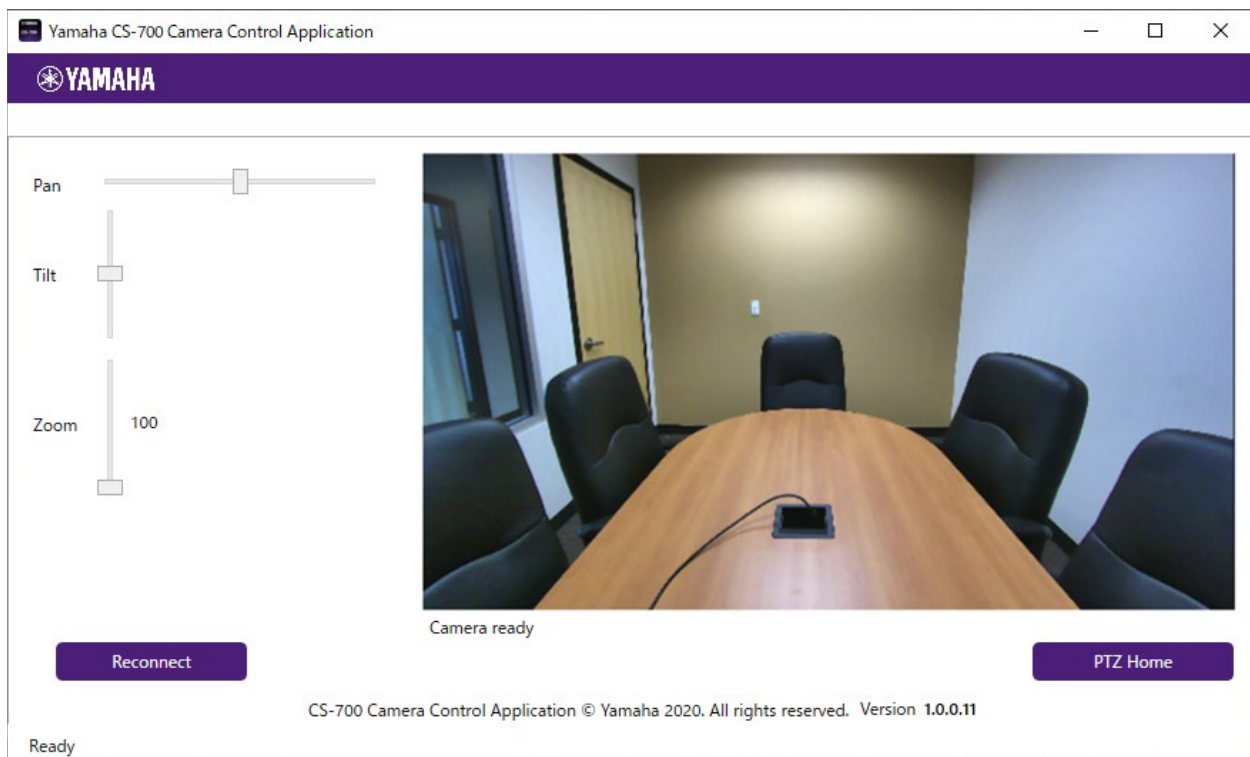 Yamaha CS-700 Camera Control Application
YAMAHA
Pan
Tilt
Zoom
100
Camera ready
Reconnect
PTZ Home
CS-700 Camera Control Application © Yamaha 2020. All rights reserved. Version 1.0.0.11
Ready